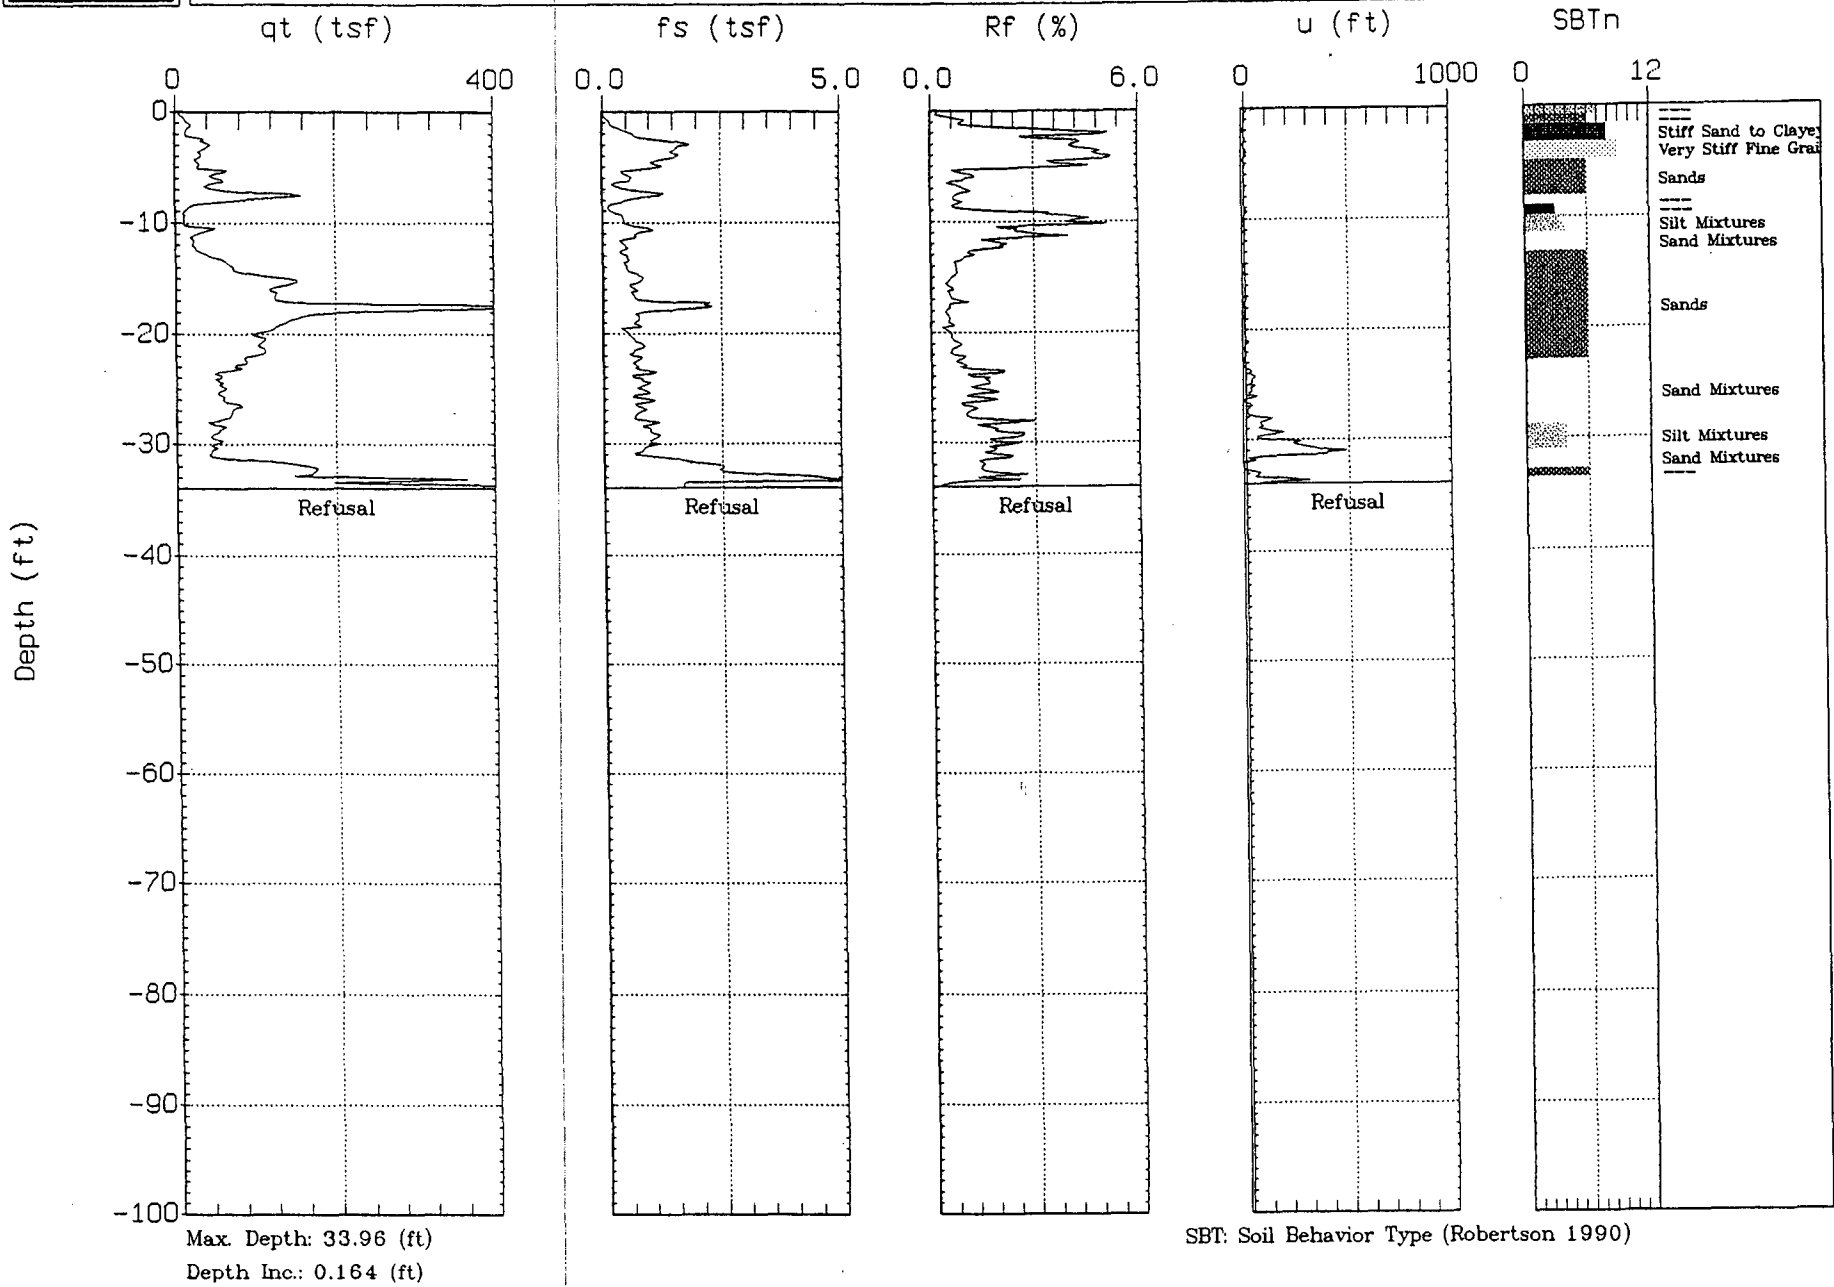 qt (tsf) fs (tsf) Rf (%) u (ft) SBTn
0 400 0.0 5.0 0.0 6.0 0 1000 0 12
0
-10
-20
-30
-40
-50
-60
-70
-80
-90
-100
Depth (ft)
---
Stiff Sand to Clayey
Very Stiff Fine Grai
Sands
---
Silt Mixtures
Sand Mixtures
Sands
Sand Mixtures
Silt Mixtures
Sand Mixtures
---
Refusal Refusal Refusal Refusal
Max. Depth: 33.96 (ft)
Depth Inc.: 0.164 (ft)
SBT: Soil Behavior Type (Robertson 1990)